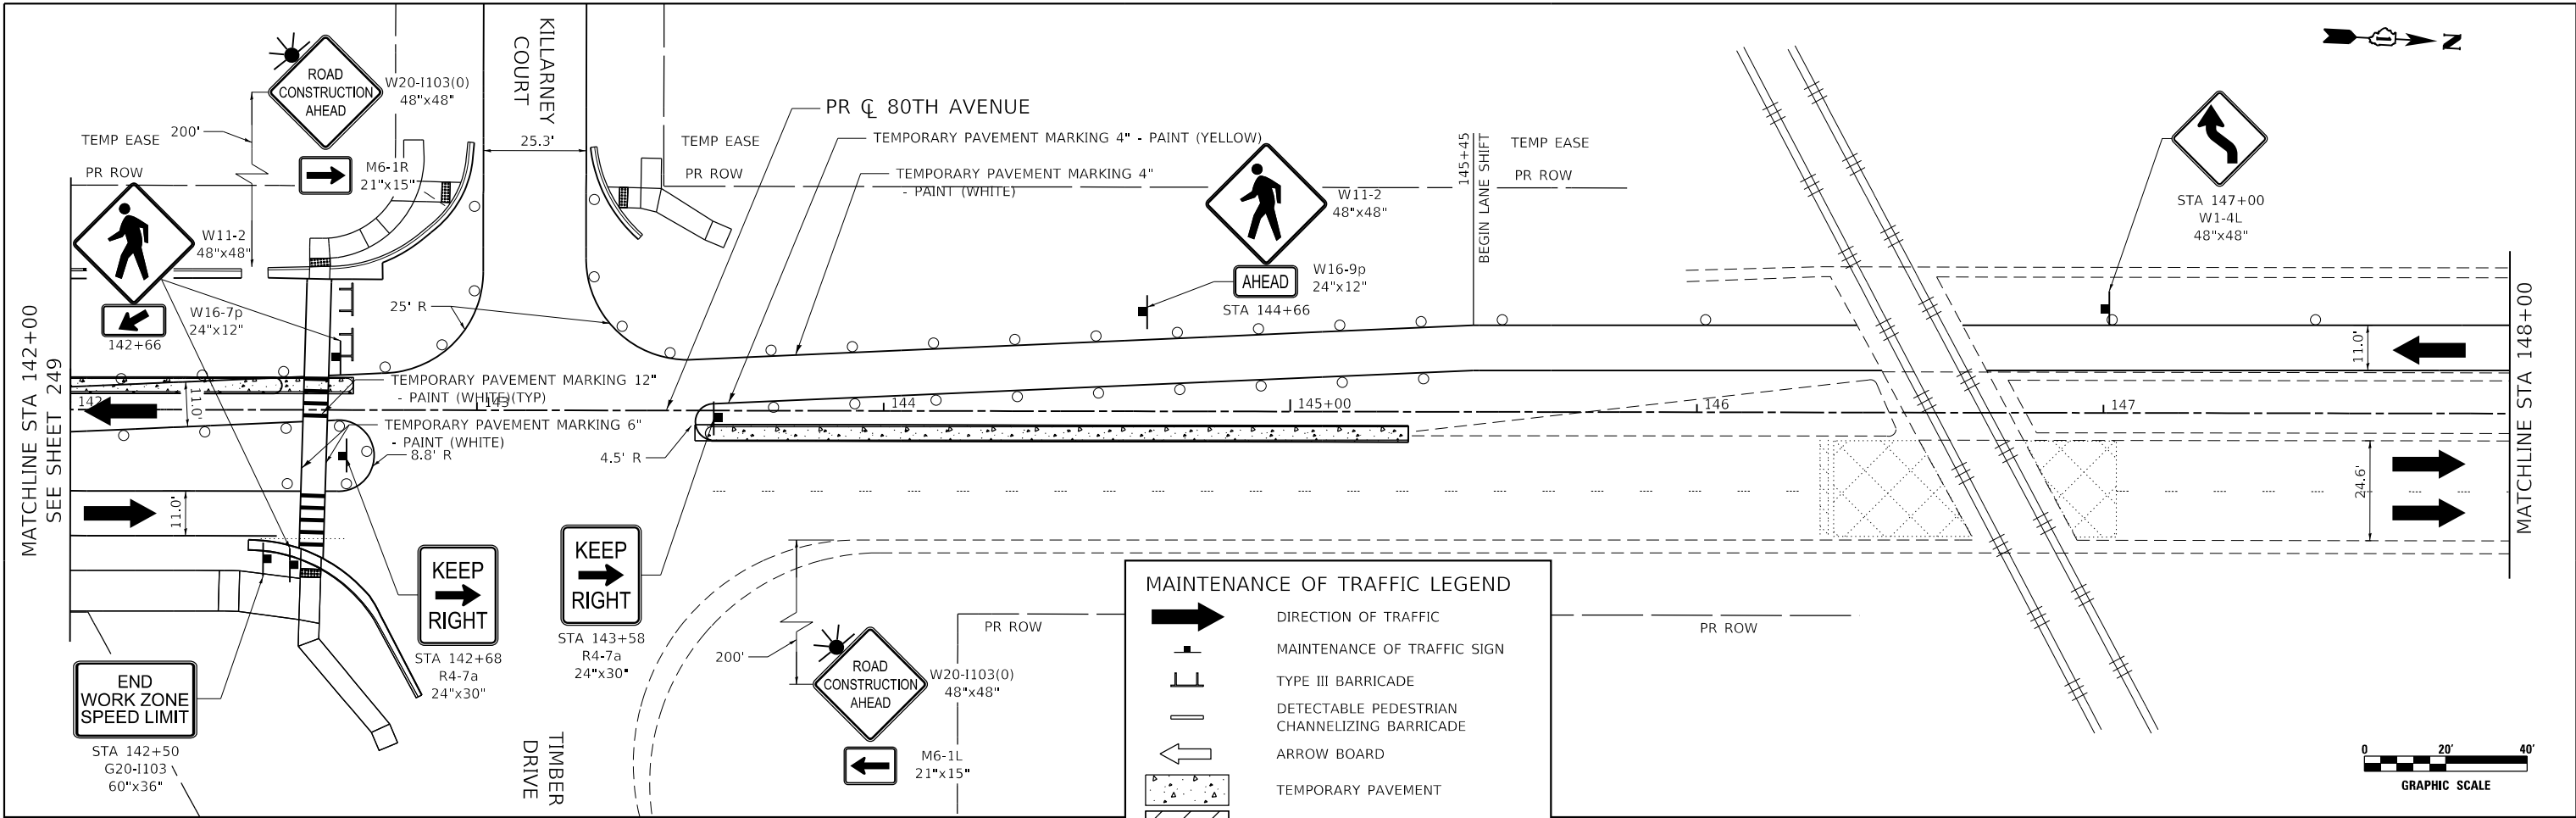 MATCHLINE STA 142+00
SEE SHEET 249
TEMP EASE
PR ROW
200'
ROAD
CONSTRUCTION
AHEAD
W20-I103(0)
48"x48"
M6-1R
21"x15"
W11-2
48"x48"
W16-7p
24"x12"
142+66
KILLARNEY
COURT
25.3'
25' R
TEMP EASE
PR ROW
PR ℄ 80TH AVENUE
TEMPORARY PAVEMENT MARKING 4" - PAINT (YELLOW)
TEMPORARY PAVEMENT MARKING 4"
- PAINT (WHITE)
W11-2
48"x48"
AHEAD
W16-9p
24"x12"
STA 144+66
145+45
BEGIN LANE SHIFT
TEMP EASE
PR ROW
N
STA 147+00
W1-4L
48"x48"
MATCHLINE STA 148+00
11.0'
24.6'
142
143
144
145+00
146
147
11.0'
11.0'
TEMPORARY PAVEMENT MARKING 12"
- PAINT (WHITE)(TYP)
TEMPORARY PAVEMENT MARKING 6"
- PAINT (WHITE)
8.8' R
4.5' R
KEEP
RIGHT
STA 142+68
R4-7a
24"x30"
KEEP
RIGHT
STA 143+58
R4-7a
24"x30"
END
WORK ZONE
SPEED LIMIT
STA 142+50
G20-I103
60"x36"
TIMBER
DRIVE
200'
ROAD
CONSTRUCTION
AHEAD
W20-I103(0)
48"x48"
M6-1L
21"x15"
PR ROW
MAINTENANCE OF TRAFFIC LEGEND
DIRECTION OF TRAFFIC
MAINTENANCE OF TRAFFIC SIGN
TYPE III BARRICADE
DETECTABLE PEDESTRIAN
CHANNELIZING BARRICADE
ARROW BOARD
TEMPORARY PAVEMENT
PR ROW
0 20' 40'
GRAPHIC SCALE